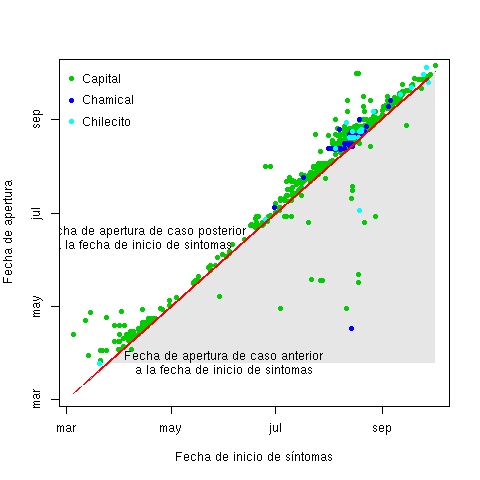 Capital
Chamical
Chilecito
Fecha de apertura
sep
jul
may
mar
cha de apertura de caso posterior
la fecha de inicio de sintomas
Fecha de apertura de caso anterior
a la fecha de inicio de sintomas
mar
may
jul
sep
Fecha de inicio de síntomas